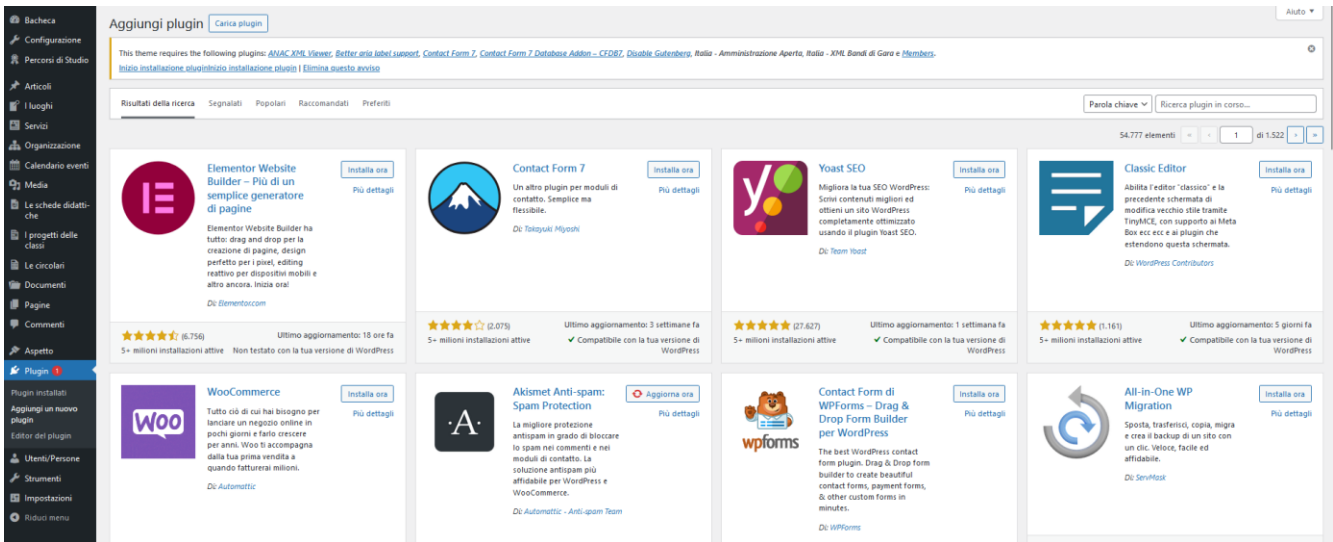 Bacheca
Configurazione
Percorsi di Studio
Articoli
I luoghi
Servizi
Organizzazione
Calendario eventi
Media
Le schede didatti-
che
I progetti delle
classi
Le circolari
Documenti
Pagine
Commenti
Aspetto
Plugin 1
Plugin installati
Aggiungi un nuovo
plugin
Editor del plugin
Utenti/Persone
Strumenti
Impostazioni
Riduci menu
Aiuto ▼
Aggiungi plugin Carica plugin
This theme requires the following plugins: ANAC XML Viewer, Better aria label support, Contact Form 7, Contact Form 7 Database Addon – CFDB7, Disable Gutenberg, Italia - Amministrazione Aperta, Italia - XML Bandi di Gara e Members.
Inizio installazione pluginInizio installazione plugin | Elimina questo avviso
Risultati della ricerca Segnalati Popolari Raccomandati Preferiti
Parola chiave Ricerca plugin in corso...
54.777 elementi « ‹ 1 di 1.522 › »
Elementor Website
Builder – Più di un
semplice generatore
di pagine
Installa ora
Più dettagli
Elementor Website Builder ha
tutto: drag and drop per la
creazione di pagine, design
perfetto per i pixel, editing
reattivo per dispositivi mobili e
altro ancora. Inizia ora!
Di: Elementor.com
(6.756)
Ultimo aggiornamento: 18 ore fa
5+ milioni installazioni attive
Non testato con la tua versione di WordPress
Contact Form 7
Installa ora
Più dettagli
Un altro plugin per moduli di
contatto. Semplice ma
flessibile.
Di: Takayuki Miyoshi
(2.075)
Ultimo aggiornamento: 3 settimane fa
5+ milioni installazioni attive
✔ Compatibile con la tua versione di
WordPress
Yoast SEO
Installa ora
Più dettagli
Migliora la tua SEO WordPress:
Scrivi contenuti migliori ed
ottieni un sito WordPress
completamente ottimizzato
usando il plugin Yoast SEO.
Di: Team Yoast
(27.627)
Ultimo aggiornamento: 1 settimana fa
5+ milioni installazioni attive
✔ Compatibile con la tua versione di
WordPress
Classic Editor
Installa ora
Più dettagli
Abilita l'editor "classico" e la
precedente schermata di
modifica vecchio stile tramite
TinyMCE, con supporto ai Meta
Box ecc ecc e ai plugin che
estendono questa schermata.
Di: WordPress Contributors
(1.161)
Ultimo aggiornamento: 5 giorni fa
5+ milioni installazioni attive
✔ Compatibile con la tua versione di
WordPress
Woo
WooCommerce
Installa ora
Più dettagli
Tutto ciò di cui hai bisogno per
lanciare un negozio online in
pochi giorni e farlo crescere
per anni. Woo ti accompagna
dalla tua prima vendita a
quando fatturerai milioni.
Di: Automattic
·A·
Akismet Anti-spam:
Spam Protection
Aggiorna ora
Più dettagli
La migliore protezione
antispam in grado di bloccare
lo spam nei commenti e nei
moduli di contatto. La
soluzione antispam più
affidabile per WordPress e
WooCommerce.
Di: Automattic – Anti-spam Team
wpforms
Contact Form di
WPForms – Drag &
Drop Form Builder
per WordPress
Installa ora
Più dettagli
The best WordPress contact
form plugin. Drag & Drop form
builder to create beautiful
contact forms, payment forms,
& other custom forms in
minutes.
Di: WPForms
All-in-One WP
Migration
Installa ora
Più dettagli
Sposta, trasferisci, copia, migra
e crea il backup di un sito con
un clic. Veloce, facile ed
affidabile.
Di: ServMask